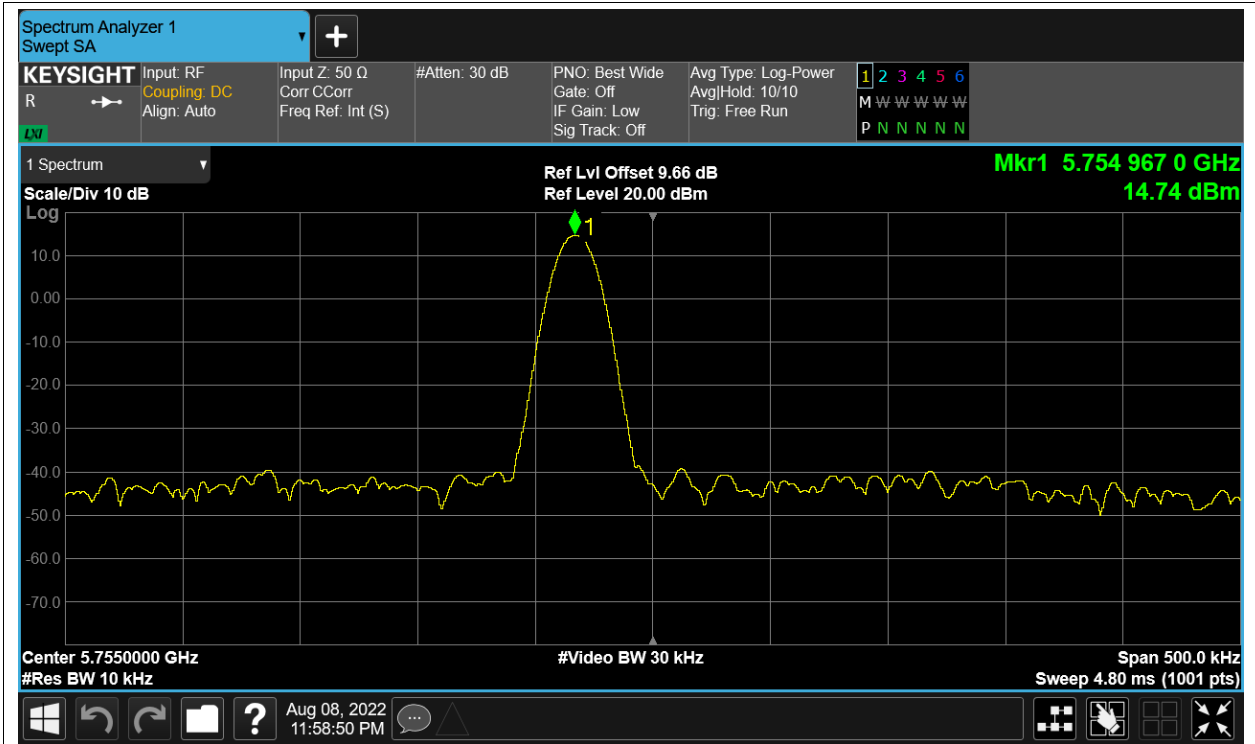 Spectrum Analyzer 1
Swept SA
KEYSIGHT
R
LXI
Input: RF
Coupling: DC
Align: Auto
Input Z: 50 Ω
Corr CCorr
Freq Ref: Int (S)
#Atten: 30 dB
PNO: Best Wide
Gate: Off
IF Gain: Low
Sig Track: Off
Avg Type: Log-Power
Avg|Hold: 10/10
Trig: Free Run
1 2 3 4 5 6
M W W W W W W
P N N N N N
1 Spectrum
Scale/Div 10 dB
Log
Ref Lvl Offset 9.66 dB
Ref Level 20.00 dBm
Mkr1 5.754 967 0 GHz
14.74 dBm
1
10.0
0.00
-10.0
-20.0
-30.0
-40.0
-50.0
-60.0
-70.0
Center 5.7550000 GHz
#Res BW 10 kHz
#Video BW 30 kHz
Span 500.0 kHz
Sweep 4.80 ms (1001 pts)
?
Aug 08, 2022
11:58:50 PM